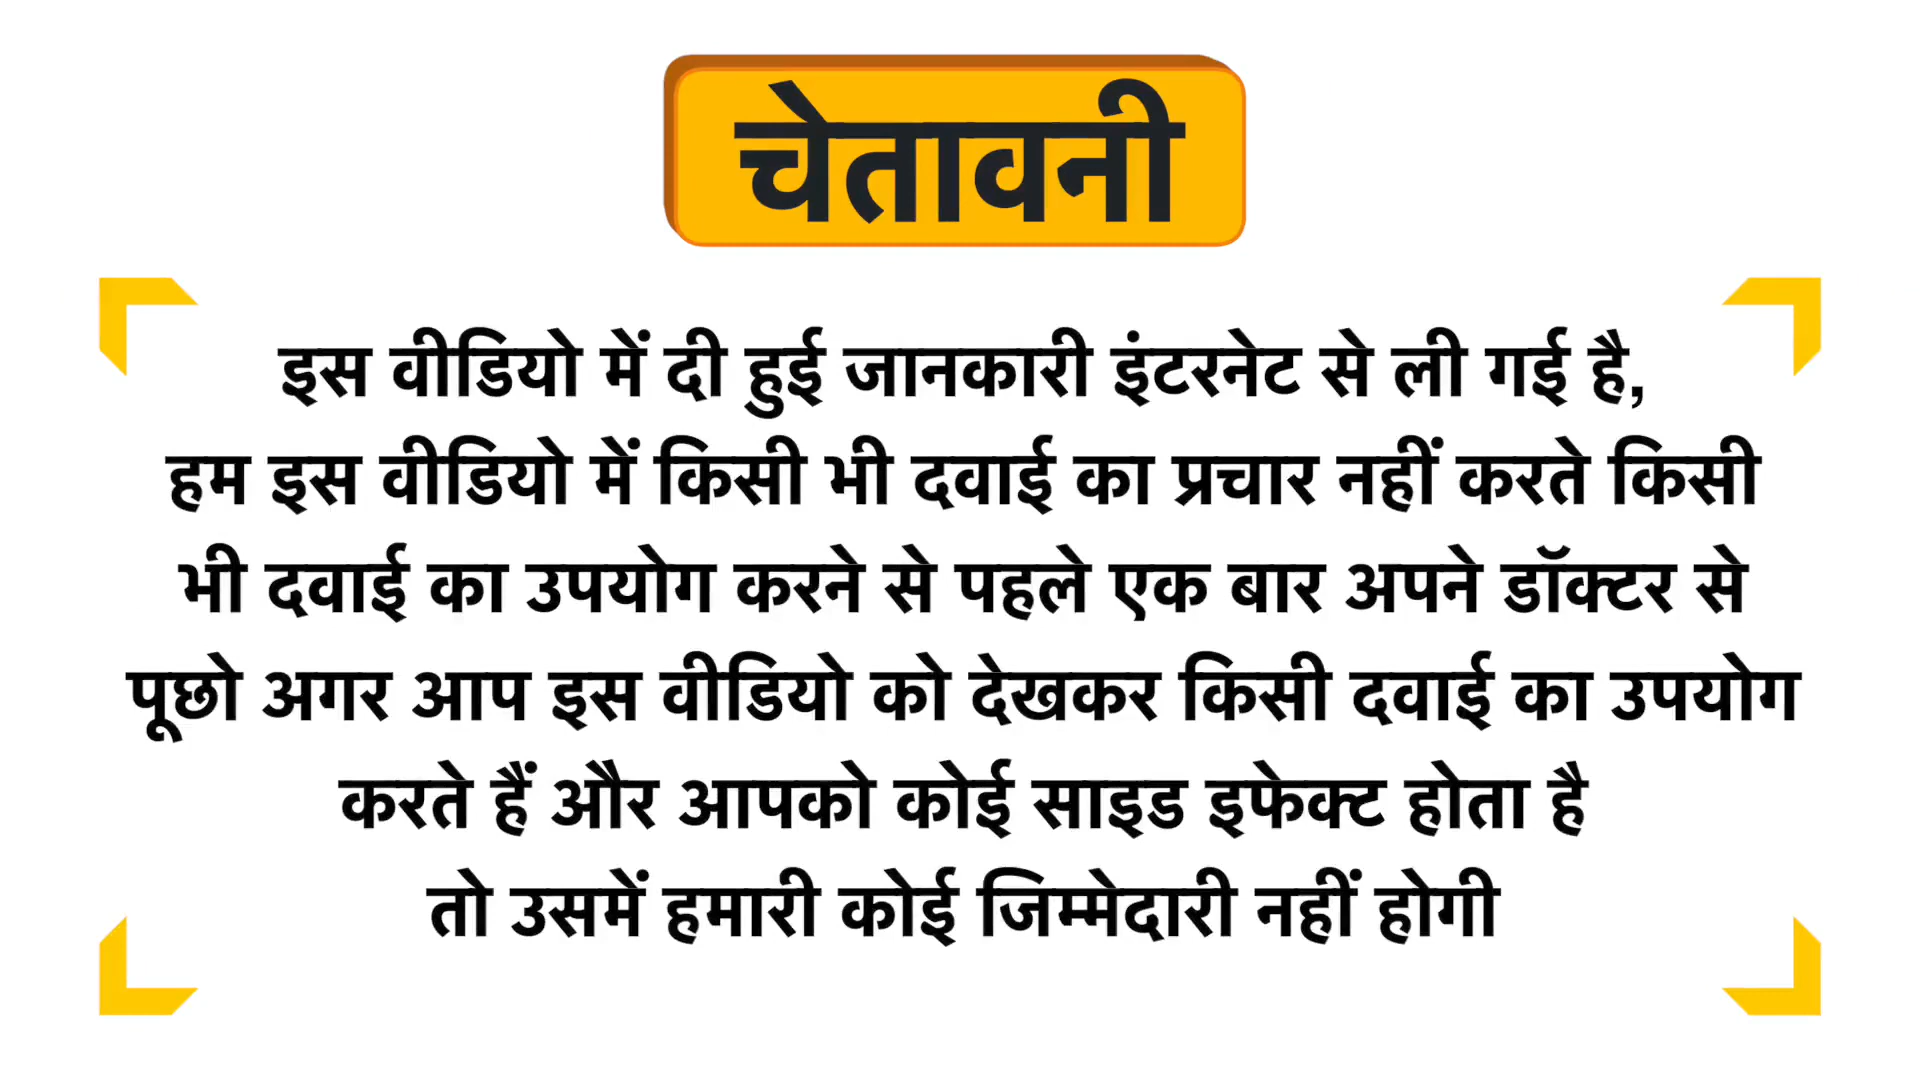 चेतावनी
इस वीडियो में दी हुई जानकारी इंटरनेट से ली गई है,
हम इस वीडियो में किसी भी दवाई का प्रचार नहीं करते किसी
भी दवाई का उपयोग करने से पहले एक बार अपने डॉक्टर से
पूछो अगर आप इस वीडियो को देखकर किसी दवाई का उपयोग
करते हैं और आपको कोई साइड इफेक्ट होता है
तो उसमें हमारी कोई जिम्मेदारी नहीं होगी